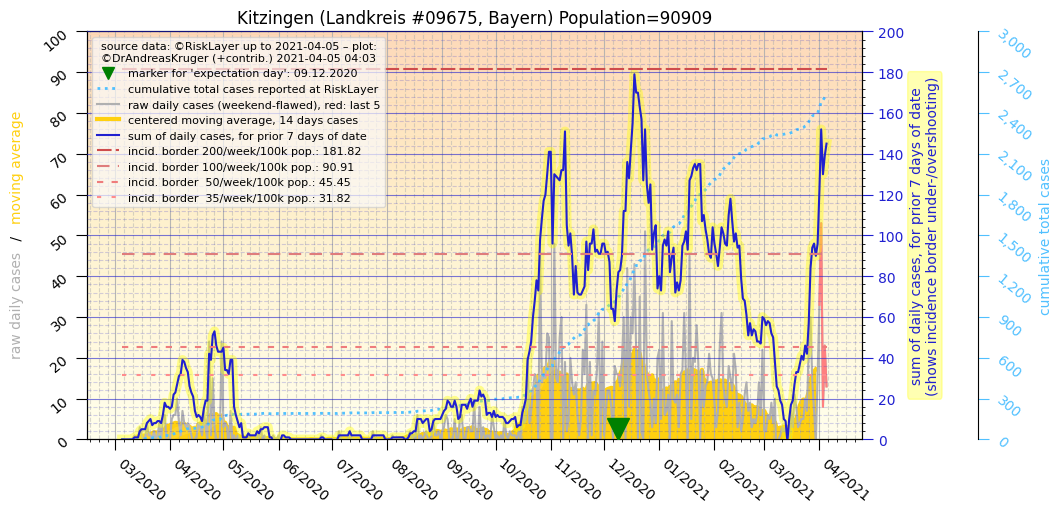 Kitzingen (Landkreis #09675, Bayern) Population=90909
source data: ©RiskLayer up to 2021-04-05 – plot:
©DrAndreasKruger (+contrib.) 2021-04-05 04:03
marker for 'expectation day': 09.12.2020
cumulative total cases reported at RiskLayer
raw daily cases (weekend-flawed), red: last 5
centered moving average, 14 days cases
sum of daily cases, for prior 7 days of date
incid. border 200/week/100k pop.: 181.82
incid. border 100/week/100k pop.: 90.91
incid. border  50/week/100k pop.: 45.45
incid. border  35/week/100k pop.: 31.82
raw daily cases / moving average
100
90
80
70
60
50
40
30
20
10
0
03/2020
04/2020
05/2020
06/2020
07/2020
08/2020
09/2020
10/2020
11/2020
12/2020
01/2021
02/2021
03/2021
04/2021
200
180
160
140
120
100
80
60
40
20
0
sum of daily cases, for prior 7 days of date
(shows incidence border under-/overshooting)
3,000
2,700
2,400
2,100
1,800
1,500
1,200
900
600
300
0
cumulative total cases